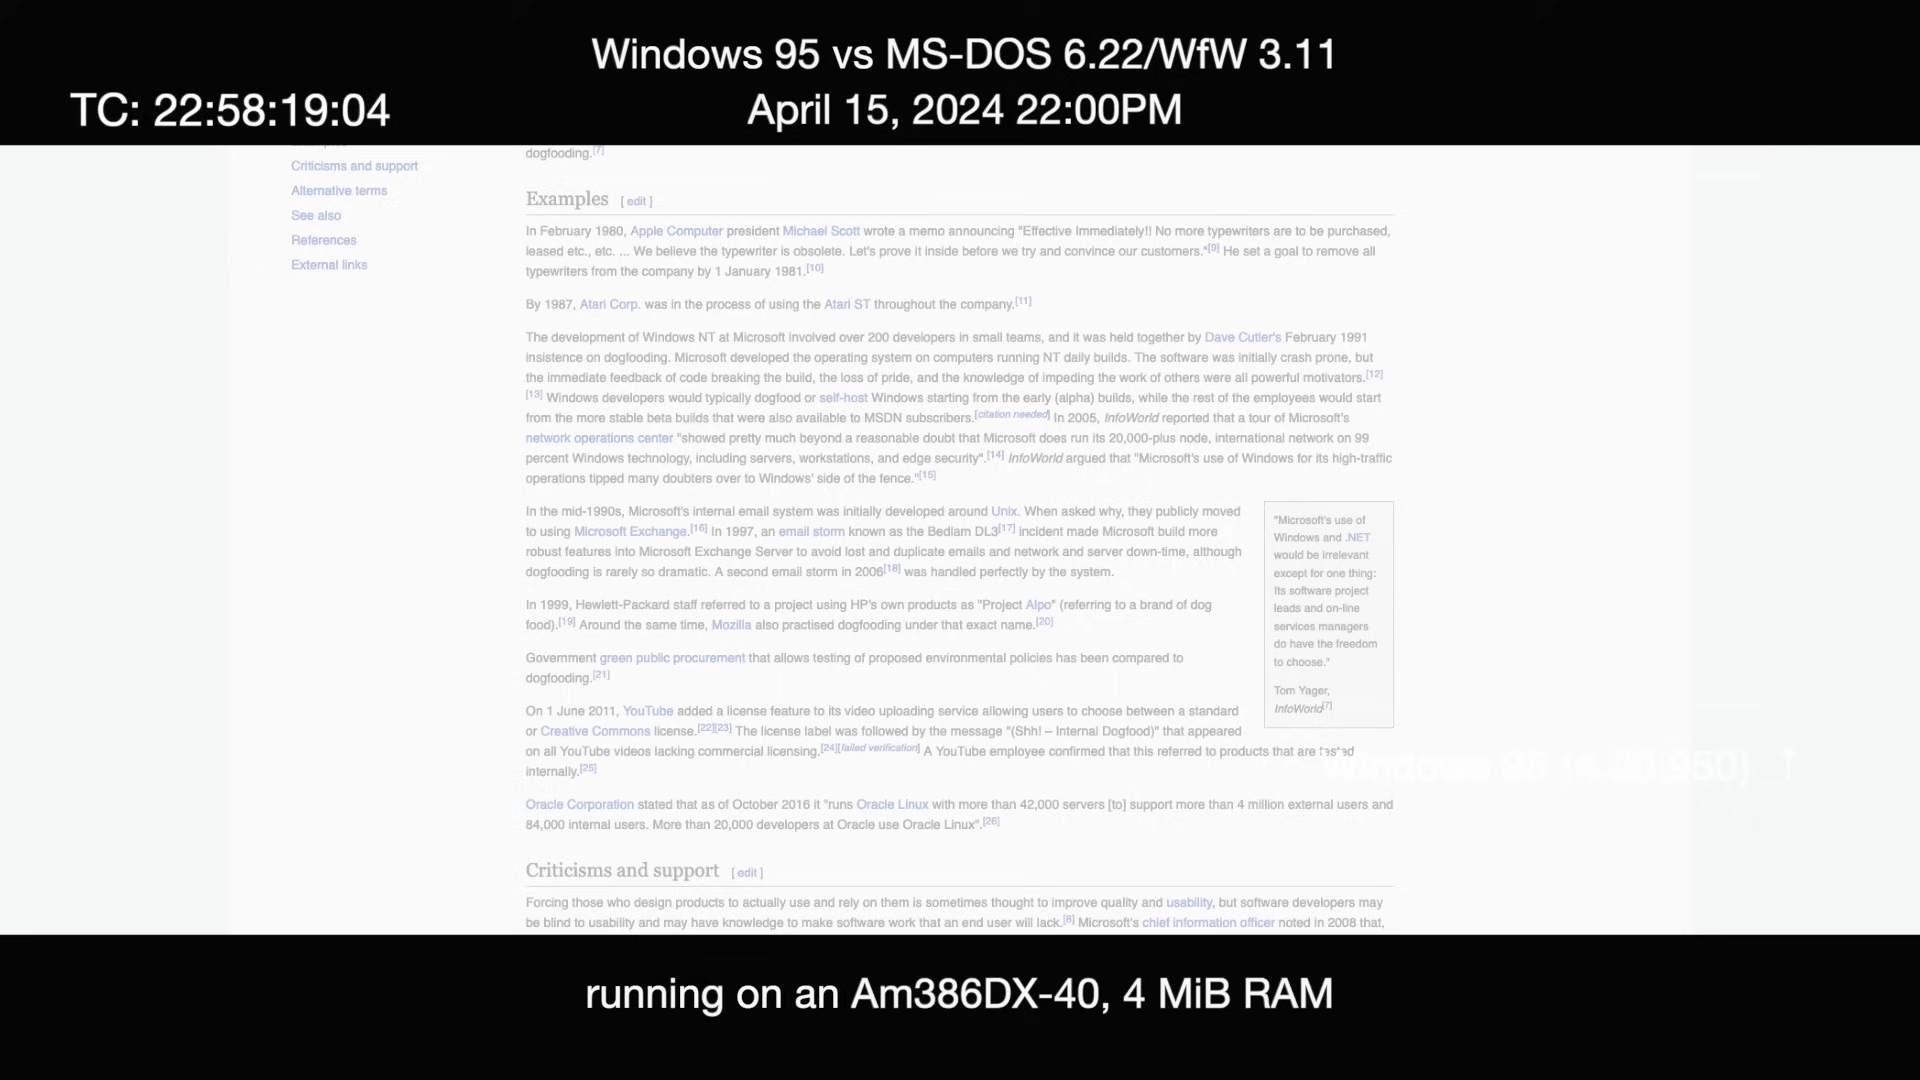 Windows 95 vs MS-DOS 6.22/WfW 3.11
TC: 22:58:19:04
April 15, 2024 22:00PM
Criticisms and support
Alternative terms
See also
References
External links
dogfooding.[7]
Examples [ edit ]
In February 1980, Apple Computer president Michael Scott wrote a memo announcing "Effective Immediately!! No more typewriters are to be purchased,
leased etc., etc. ... We believe the typewriter is obsolete. Let's prove it inside before we try and convince our customers."[9] He set a goal to remove all
typewriters from the company by 1 January 1981.[10]
By 1987, Atari Corp. was in the process of using the Atari ST throughout the company.[11]
The development of Windows NT at Microsoft involved over 200 developers in small teams, and it was held together by Dave Cutler's February 1991
insistence on dogfooding. Microsoft developed the operating system on computers running NT daily builds. The software was initially crash prone, but
the immediate feedback of code breaking the build, the loss of pride, and the knowledge of impeding the work of others were all powerful motivators.[12]
[13] Windows developers would typically dogfood or self-host Windows starting from the early (alpha) builds, while the rest of the employees would start
from the more stable beta builds that were also available to MSDN subscribers.[citation needed] In 2005, InfoWorld reported that a tour of Microsoft's
network operations center "showed pretty much beyond a reasonable doubt that Microsoft does run its 20,000-plus node, international network on 99
percent Windows technology, including servers, workstations, and edge security".[14] InfoWorld argued that "Microsoft's use of Windows for its high-traffic
operations tipped many doubters over to Windows' side of the fence."[15]
In the mid-1990s, Microsoft's internal email system was initially developed around Unix. When asked why, they publicly moved
to using Microsoft Exchange.[16] In 1997, an email storm known as the Bedlam DL3[17] incident made Microsoft build more
robust features into Microsoft Exchange Server to avoid lost and duplicate emails and network and server down-time, although
dogfooding is rarely so dramatic. A second email storm in 2006[18] was handled perfectly by the system.
In 1999, Hewlett-Packard staff referred to a project using HP's own products as "Project Alpo" (referring to a brand of dog
food).[19] Around the same time, Mozilla also practised dogfooding under that exact name.[20]
Government green public procurement that allows testing of proposed environmental policies has been compared to
dogfooding.[21]
On 1 June 2011, YouTube added a license feature to its video uploading service allowing users to choose between a standard
or Creative Commons license.[22][23] The license label was followed by the message "(Shh! – Internal Dogfood)" that appeared
on all YouTube videos lacking commercial licensing.[24][failed verification] A YouTube employee confirmed that this referred to products that are tested
internally.[25]
"Microsoft's use of
Windows and .NET
would be irrelevant
except for one thing:
Its software project
leads and on-line
services managers
do have the freedom
to choose."
Tom Yager,
InfoWorld[7]
Windows 95 (4.00.950) ↑
Oracle Corporation stated that as of October 2016 it "runs Oracle Linux with more than 42,000 servers [to] support more than 4 million external users and
84,000 internal users. More than 20,000 developers at Oracle use Oracle Linux".[26]
Criticisms and support [ edit ]
Forcing those who design products to actually use and rely on them is sometimes thought to improve quality and usability, but software developers may
be blind to usability and may have knowledge to make software work that an end user will lack.[8] Microsoft's chief information officer noted in 2008 that,
running on an Am386DX-40, 4 MiB RAM